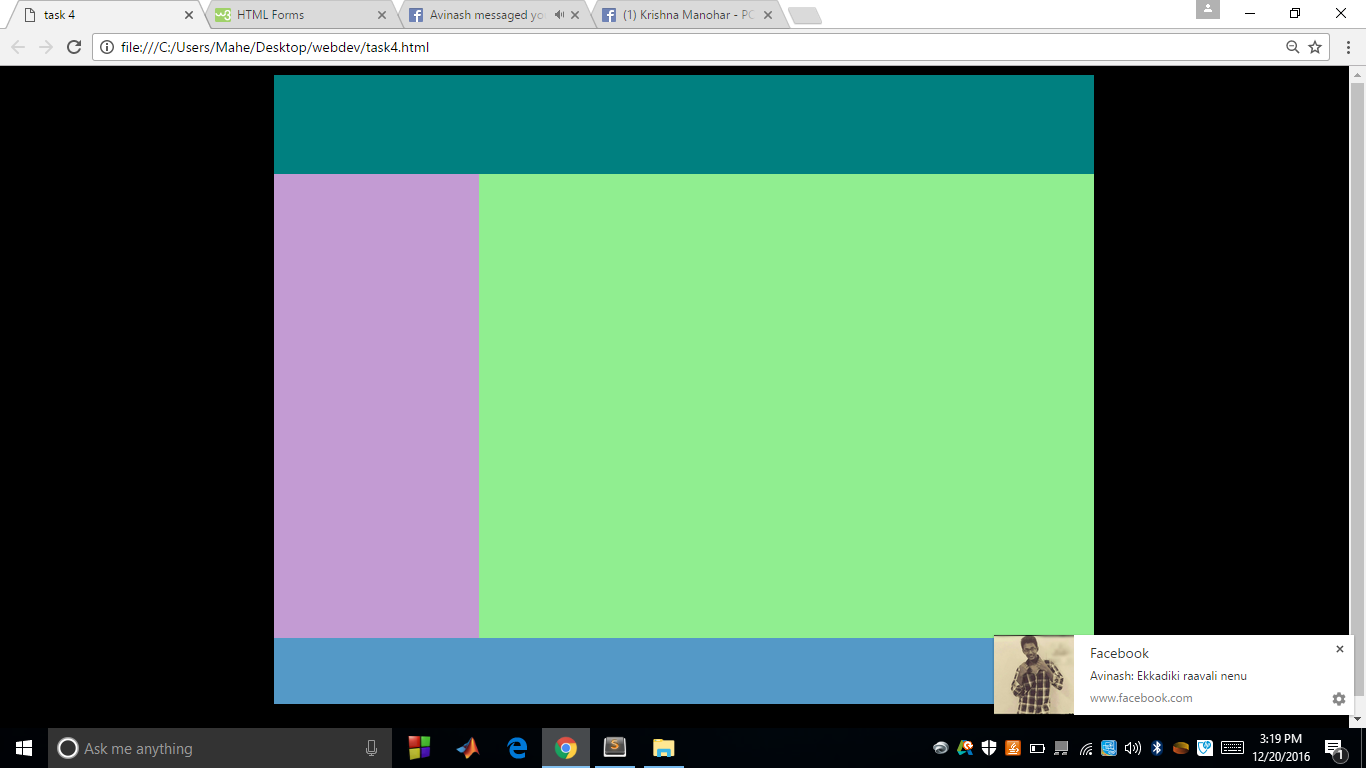 task 4
HTML Forms
Avinash messaged yo
(1) Krishna Manohar - PC
file:///C:/Users/Mahe/Desktop/webdev/task4.html
Facebook
Avinash: Ekkadiki raavali nenu
www.facebook.com
Ask me anything
3:19 PM
12/20/2016
1